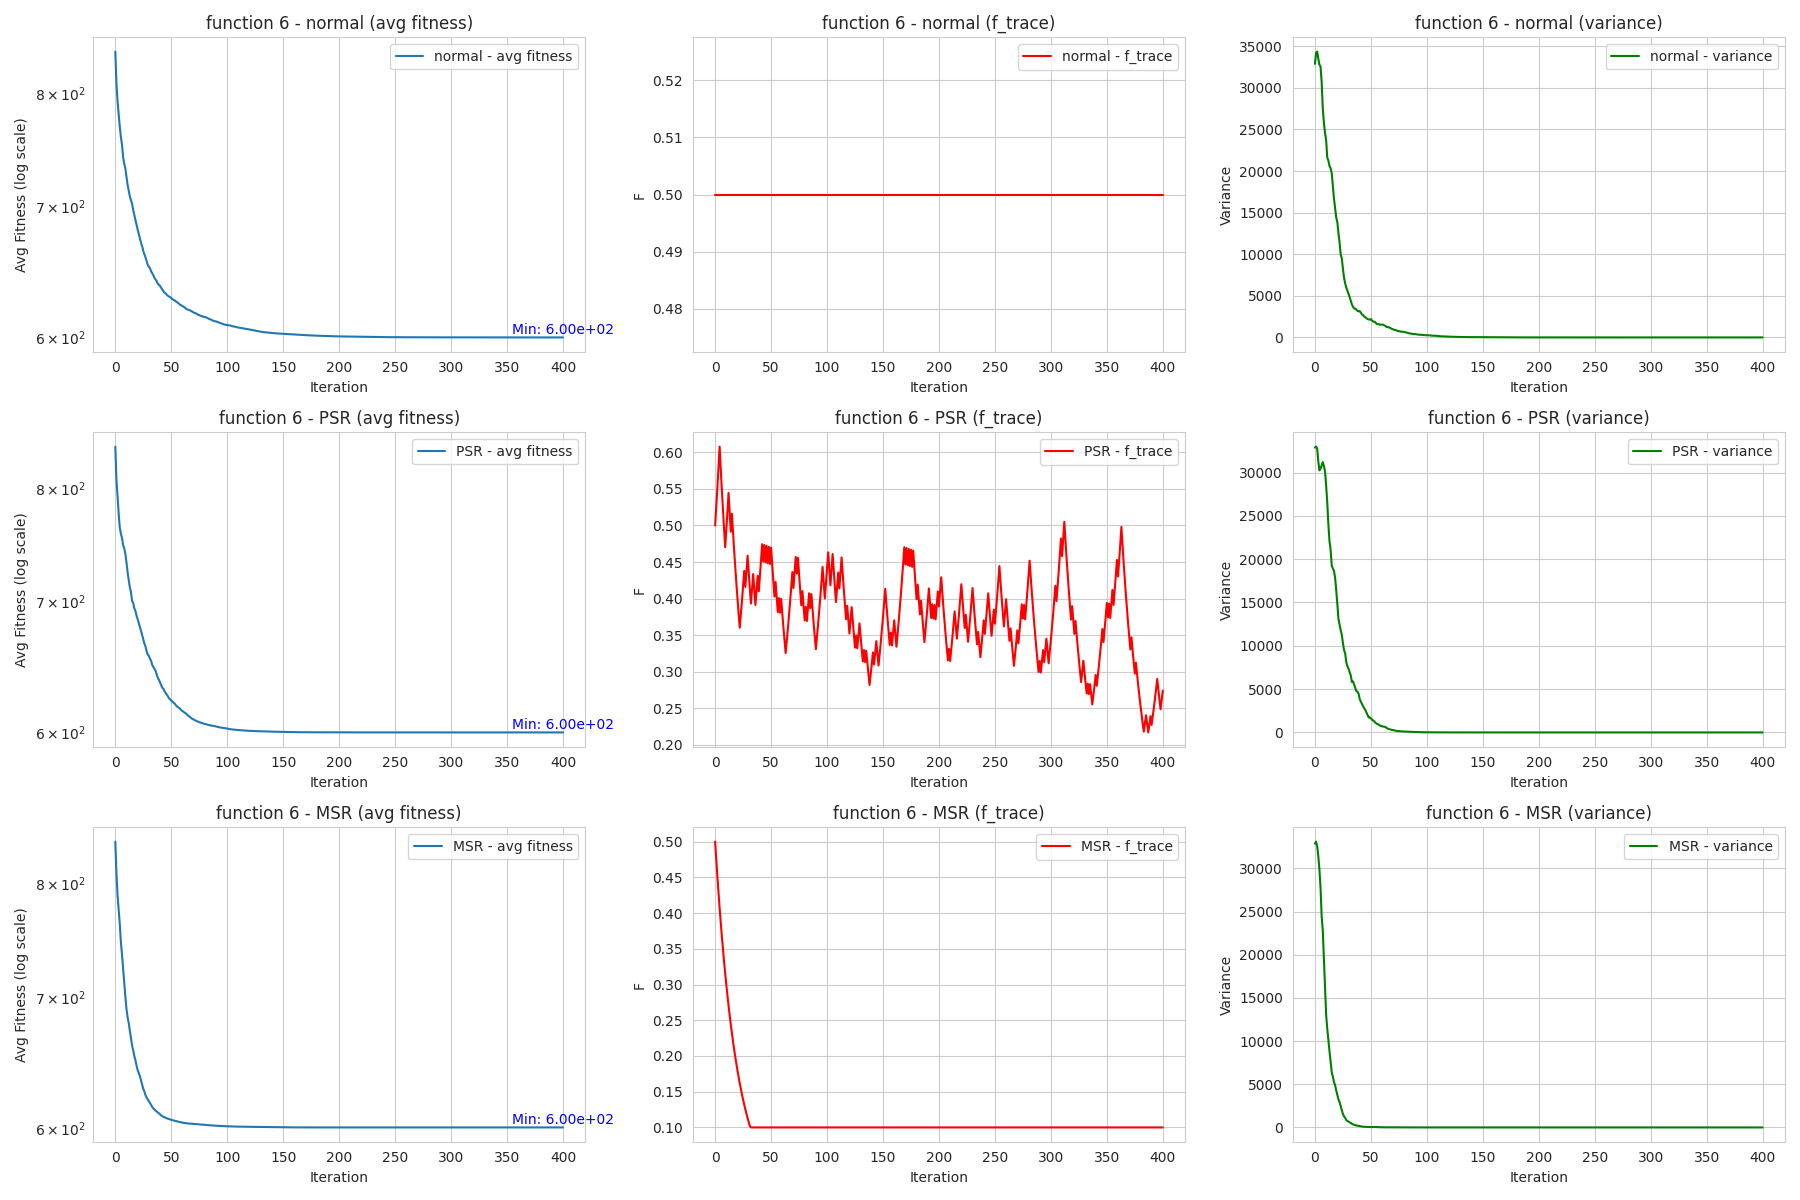 function 6 - normal (avg fitness)
normal - avg fitness
8 × 10²
7 × 10²
6 × 10²
Avg Fitness (log scale)
Min: 6.00e+02
0 50 100 150 200 250 300 350 400
Iteration
function 6 - normal (f_trace)
normal - f_trace
0.52
0.51
0.50
0.49
0.48
F
0 50 100 150 200 250 300 350 400
Iteration
function 6 - normal (variance)
normal - variance
35000
30000
25000
20000
15000
10000
5000
0
Variance
0 50 100 150 200 250 300 350 400
Iteration
function 6 - PSR (avg fitness)
PSR - avg fitness
8 × 10²
7 × 10²
6 × 10²
Avg Fitness (log scale)
Min: 6.00e+02
0 50 100 150 200 250 300 350 400
Iteration
function 6 - PSR (f_trace)
PSR - f_trace
0.60
0.55
0.50
0.45
0.40
0.35
0.30
0.25
0.20
F
0 50 100 150 200 250 300 350 400
Iteration
function 6 - PSR (variance)
PSR - variance
30000
25000
20000
15000
10000
5000
0
Variance
0 50 100 150 200 250 300 350 400
Iteration
function 6 - MSR (avg fitness)
MSR - avg fitness
8 × 10²
7 × 10²
6 × 10²
Avg Fitness (log scale)
Min: 6.00e+02
0 50 100 150 200 250 300 350 400
Iteration
function 6 - MSR (f_trace)
MSR - f_trace
0.50
0.45
0.40
0.35
0.30
0.25
0.20
0.15
0.10
F
0 50 100 150 200 250 300 350 400
Iteration
function 6 - MSR (variance)
MSR - variance
30000
25000
20000
15000
10000
5000
0
Variance
0 50 100 150 200 250 300 350 400
Iteration